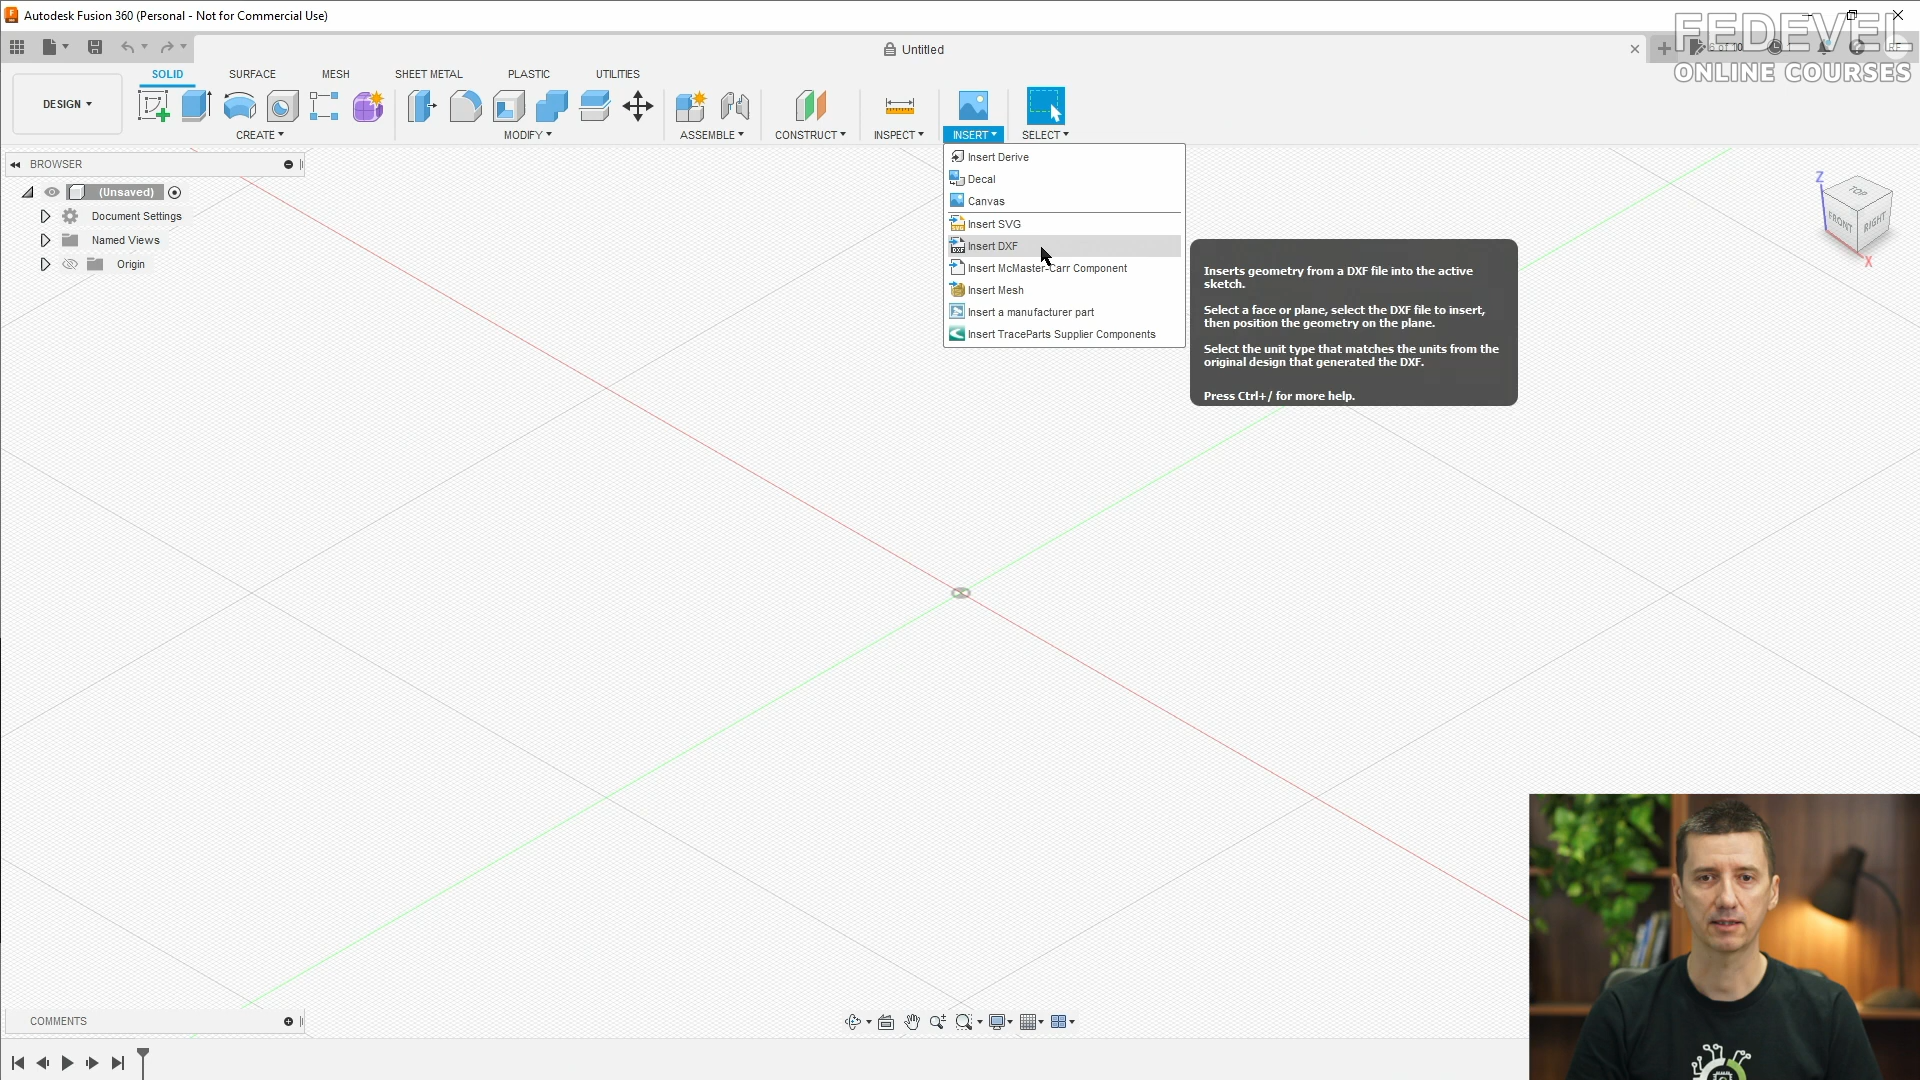 Autodesk Fusion 360 (Personal - Not for Commercial Use)
FEDEVEL
ONLINE COURSES
Untitled
SOLID
SURFACE
MESH
SHEET METAL
PLASTIC
UTILITIES
DESIGN
CREATE
MODIFY
ASSEMBLE
CONSTRUCT
INSPECT
INSERT
SELECT
BROWSER
(Unsaved)
Document Settings
Named Views
Origin
Insert Derive
Decal
Canvas
Insert SVG
Insert DXF
Insert McMaster-Carr Component
Insert Mesh
Insert a manufacturer part
Insert TraceParts Supplier Components
Inserts geometry from a DXF file into the active
sketch.
Select a face or plane, select the DXF file to insert,
then position the geometry on the plane.
Select the unit type that matches the units from the
original design that generated the DXF.
Press Ctrl+/ for more help.
Z
TOP
FRONT
RIGHT
X
COMMENTS